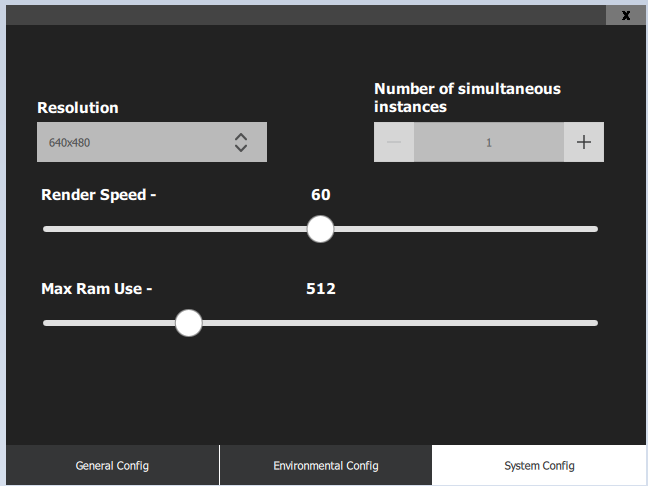 x
Resolution
Number of simultaneous
instances
640x480
1
Render Speed - 60
Max Ram Use - 512
General Config
Environmental Config
System Config